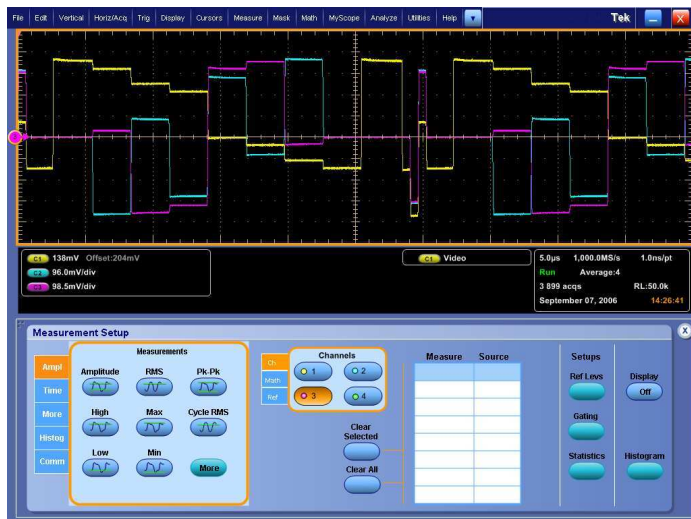 File Edit Vertical Horiz/Acq Trig Display Cursors Measure Mask Math MyScope Analyze Utilities Help Tek X
C1 138mV Offset:204mV
C2 96.0mV/div
98.5mV/div
C1 Video
5.0µs 1,000.0MS/s 1.0ns/pt
Run Average:4
3 899 acqs RL:50.0k
September 07, 2006 14:26:41
Measurement Setup X
Ampl
Time
More
Histog
Comm
Measurements
Amplitude RMS Pk-Pk
High Max Cycle RMS
Low Min More
Ch
Math
Ref
Channels
1 2
3 4
Clear Selected
Clear All
Measure Source
Setups
Ref Levs
Gating
Statistics
Display
Off
Histogram